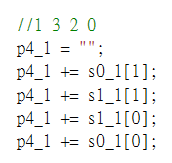 //1 3 2 0
p4_1 = "";
p4_1 += s0_1[1];
p4_1 += s1_1[1];
p4_1 += s1_1[0];
p4_1 += s0_1[0];